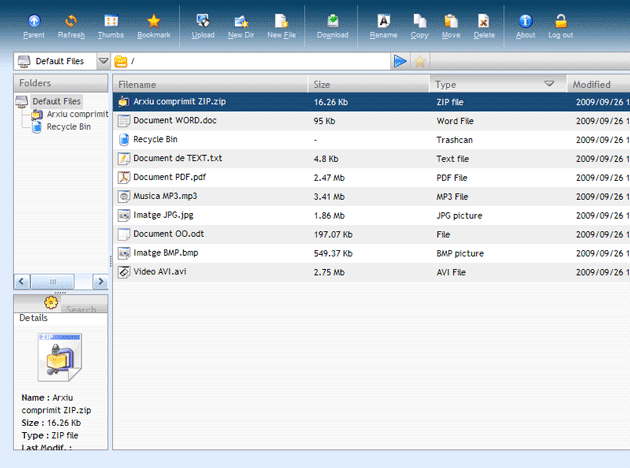 Parent Refresh Thumbs Bookmark Upload New Dir New File Download Rename Copy Move Delete About Log out
Default Files /
Folders
Default Files
Arxiu comprimit
Recycle Bin
Filename Size Type Modified
Arxiu comprimit ZIP.zip 16.26 Kb ZIP file 2009/09/26 1
Document WORD.doc 95 Kb Word File 2009/09/26 1
Recycle Bin - Trashcan 2009/09/26 1
Document de TEXT.txt 4.8 Kb Text file 2009/09/26 1
Document PDF.pdf 2.47 Mb PDF File 2009/09/26 1
Musica MP3.mp3 3.41 Mb MP3 File 2009/09/26 1
Imatge JPG.jpg 1.86 Mb JPG picture 2009/09/26 1
Document OO.odt 197.07 Kb File 2009/09/26 1
Imatge BMP.bmp 549.37 Kb BMP picture 2009/09/26 1
Vídeo AVI.avi 2.75 Mb AVI File 2009/09/26 1
Search
Details
Name : Arxiu
comprimit ZIP.zip
Size : 16.26 Kb
Type : ZIP file
Last Modif. :